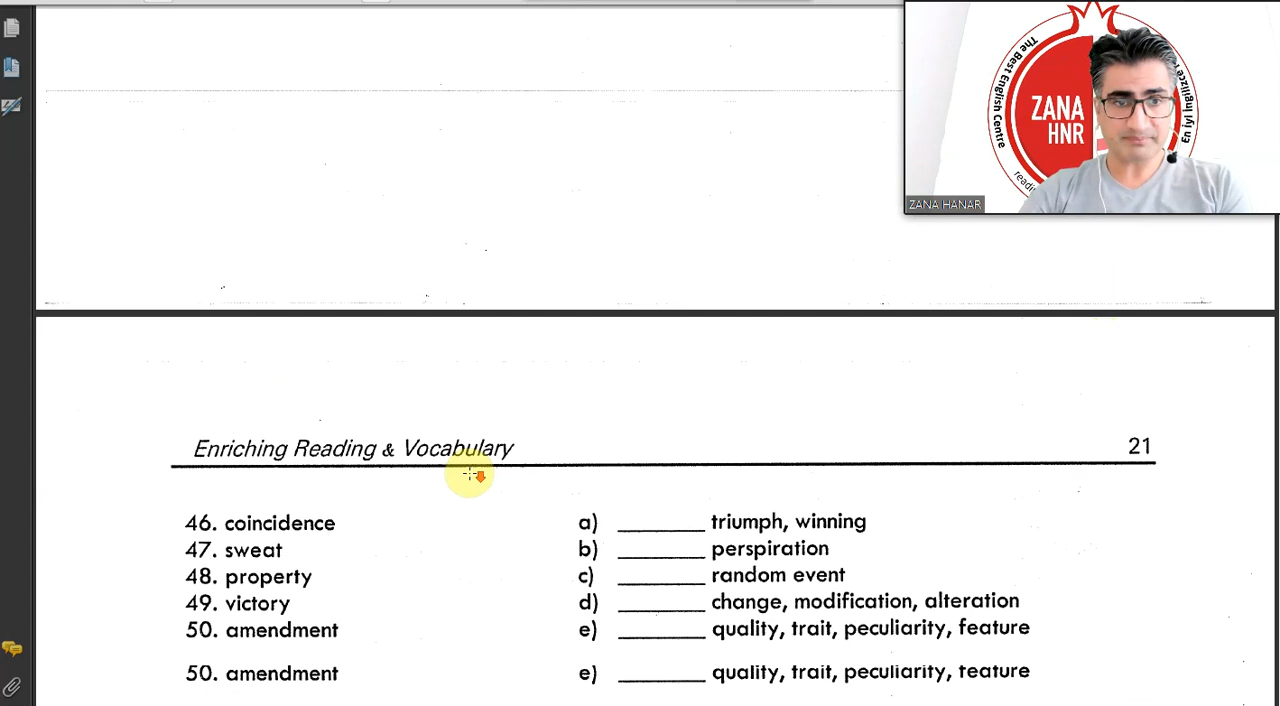 The Best English Centre
ZANA
HNR
En İyi İngilizce
ZANA HANAR
Enriching Reading & Vocabulary
21
46. coincidence a) ________ triumph, winning
47. sweat b) ________ perspiration
48. property c) ________ random event
49. victory d) ________ change, modification, alteration
50. amendment e) ________ quality, trait, peculiarity, feature
50. amendment e) ________ quality, trait, peculiarity, feature